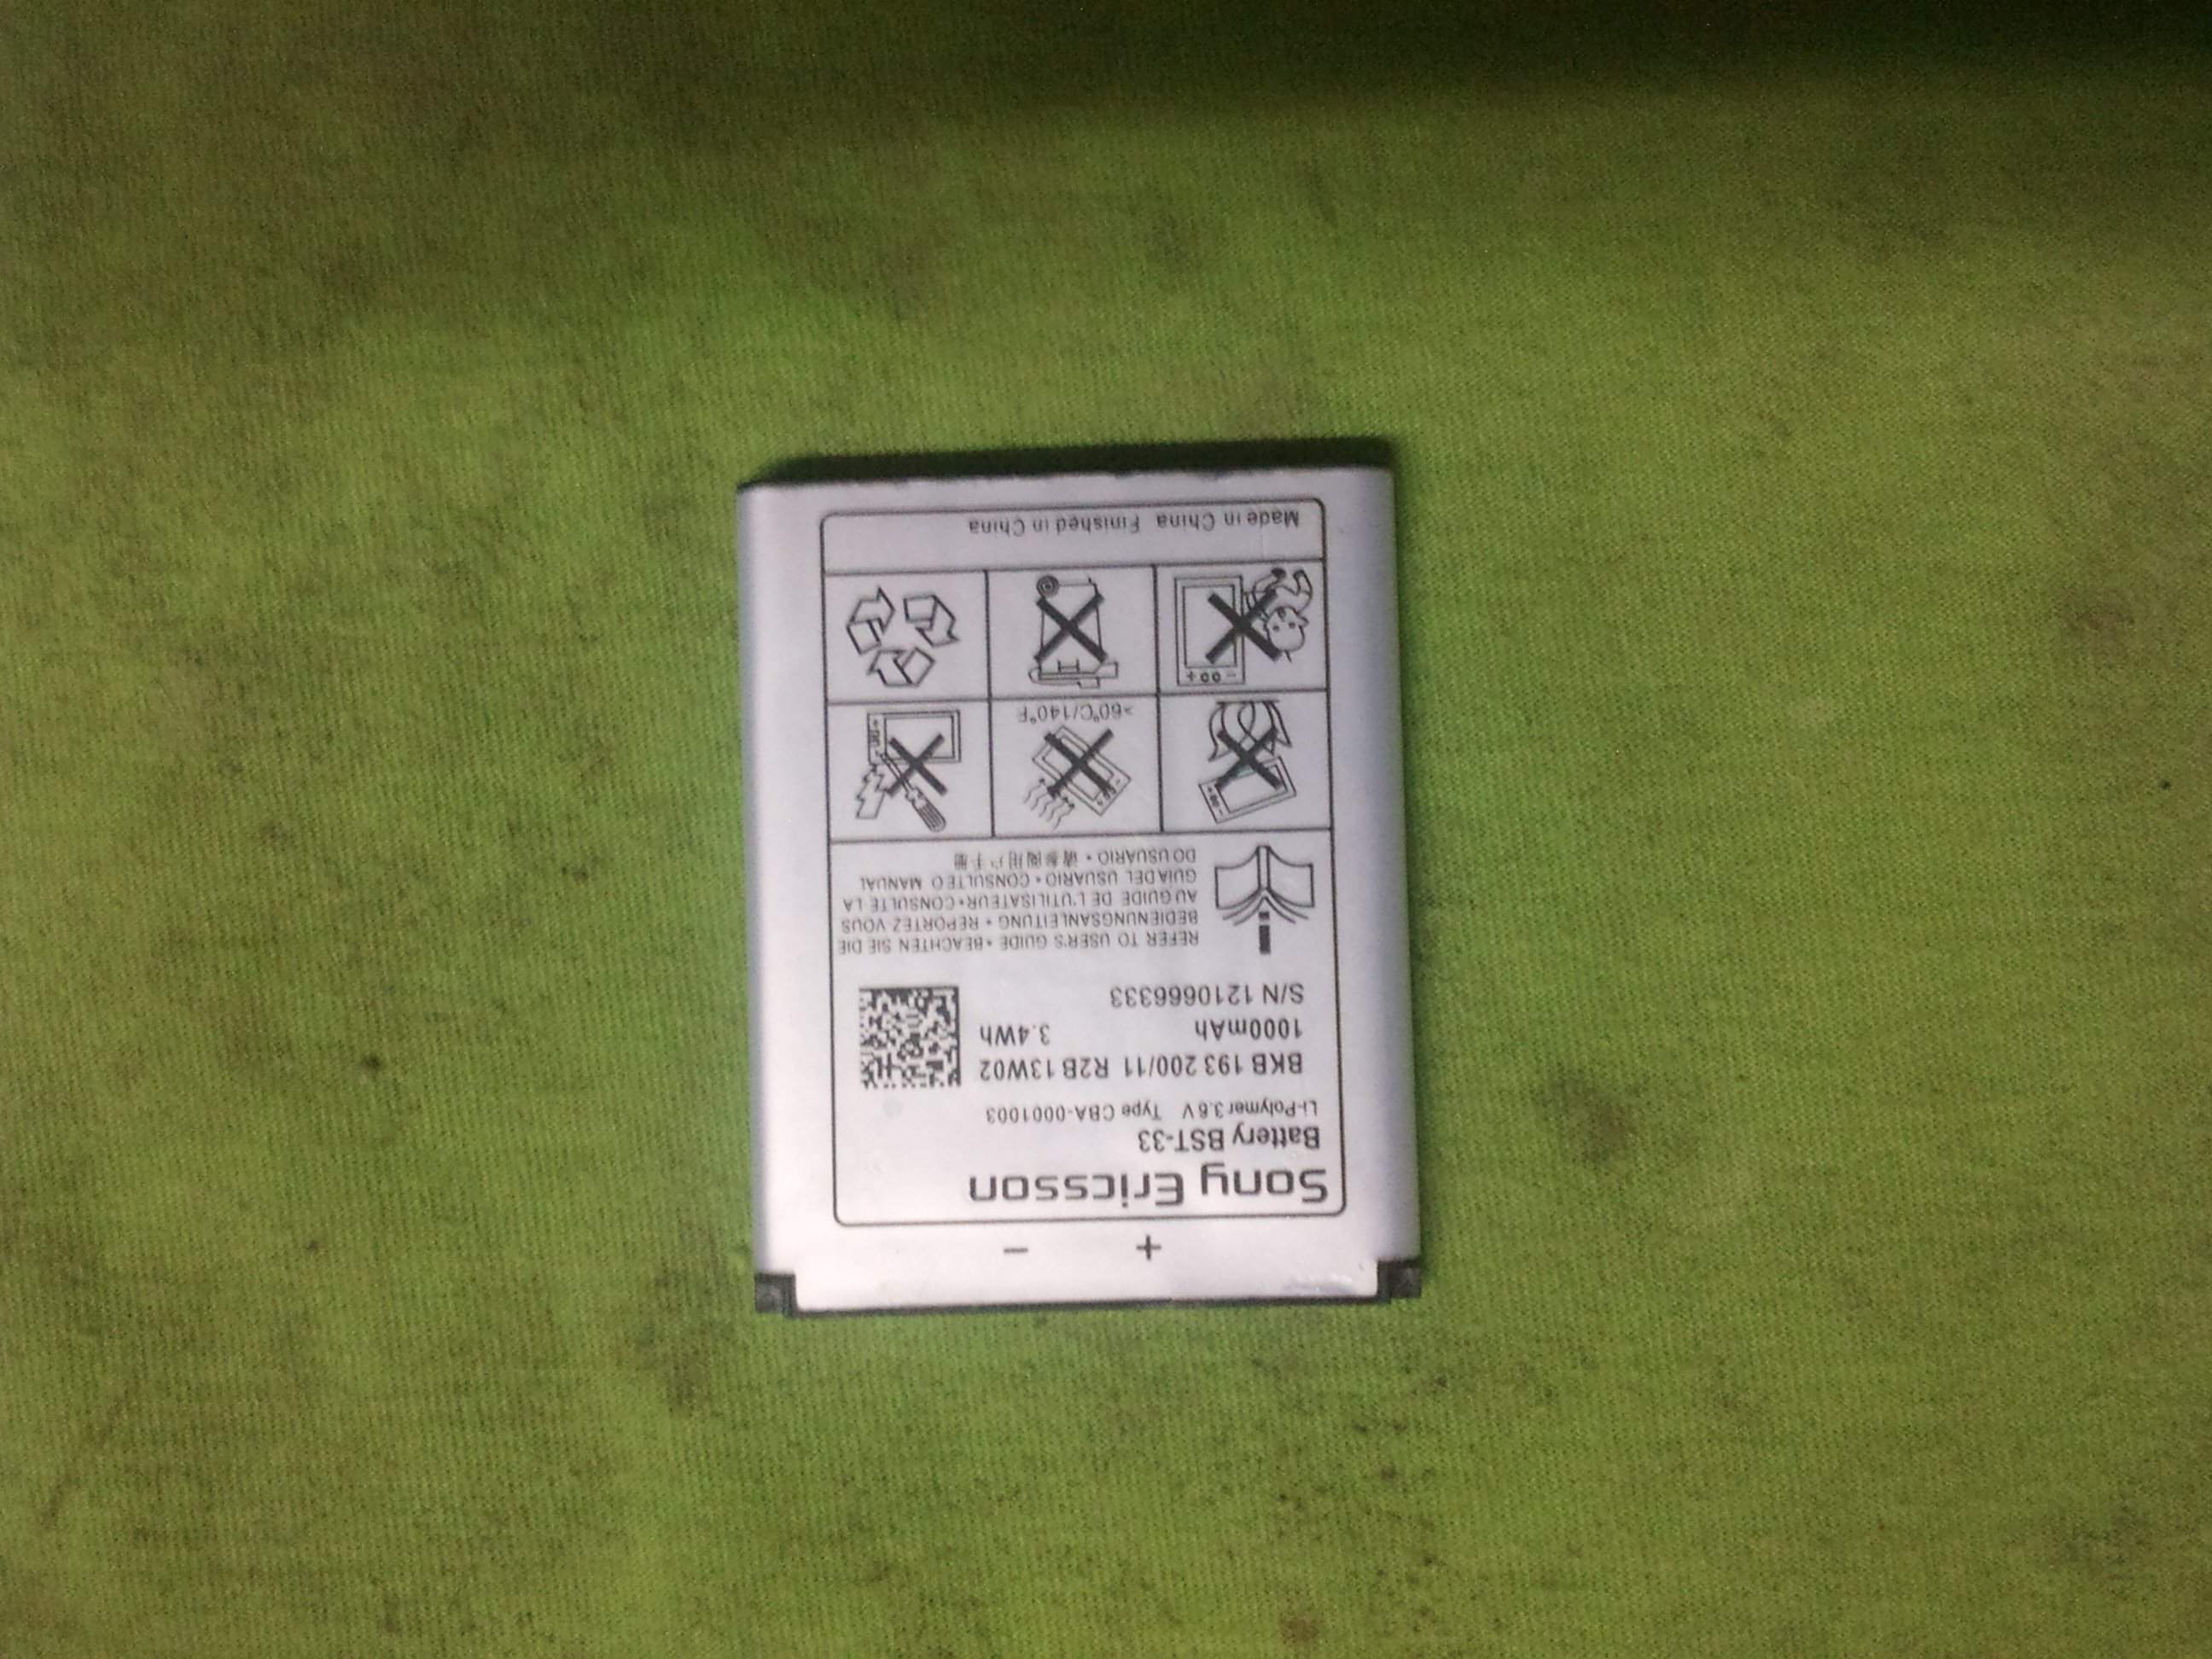 + −
Sony Ericsson
Battery BST-33
Li-Polymer 3.6 V Type CBA-0001003
BKB 193 200/11 R2B 13W02
1000mAh 3.4Wh
S/N 1210666333
REFER TO USER'S GUIDE • BEACHTEN SIE DIE
BEDIENUNGSANLEITUNG • REPORTEZ-VOUS
AU GUIDE DE L'UTILISATEUR • CONSULTE LA
GUIA DEL USUARIO • CONSULTE O MANUAL
DO USUARIO • 请参阅用户手册
>60°C/140°F
Made in China Finished in China